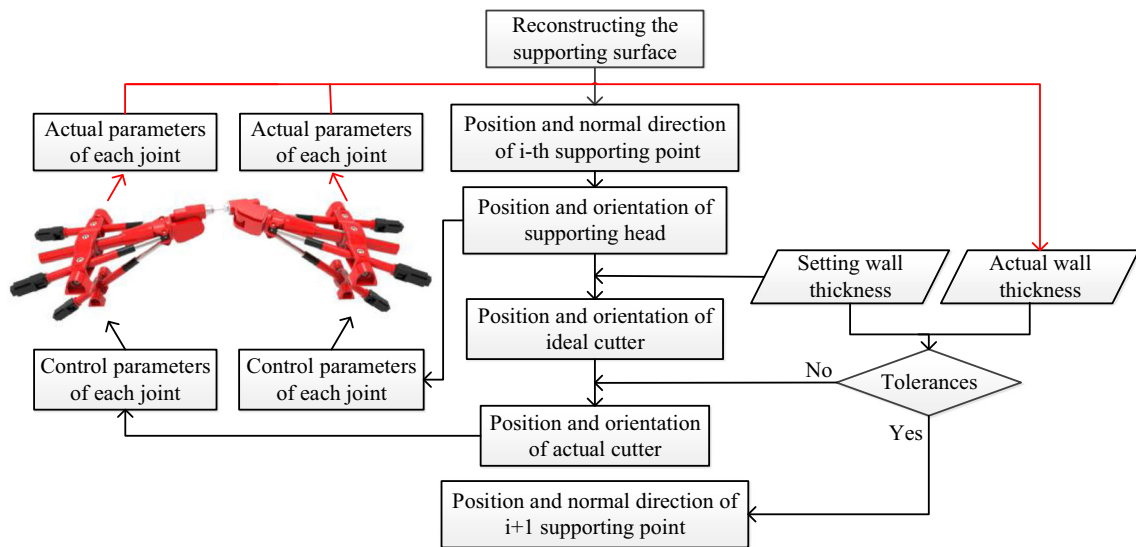 Reconstructing the
supporting surface
Actual parameters
of each joint
Actual parameters
of each joint
Position and normal direction
of i-th supporting point
Position and orientation of
supporting head
Setting wall
thickness
Actual wall
thickness
Position and orientation of
ideal cutter
Control parameters
of each joint
Control parameters
of each joint
No
Tolerances
Position and orientation
of actual cutter
Yes
Position and normal direction of
i+1 supporting point